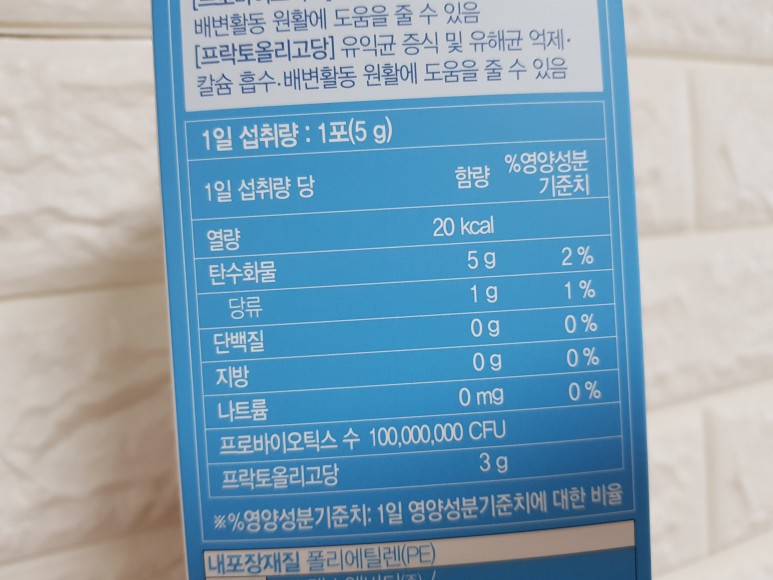 배변활동 원활에 도움을 줄 수 있음
[프락토올리고당] 유익균 증식 및 유해균 억제·
칼슘 흡수·배변활동 원활에 도움을 줄 수 있음
1일 섭취량 : 1포(5 g)
1일 섭취량 당 함량 %영양성분
기준치
열량 20 kcal
탄수화물 5 g 2 %
당류 1 g 1 %
단백질 0 g 0 %
지방 0 g 0 %
나트륨 0 mg 0 %
프로바이오틱스 수 100,000,000 CFU
프락토올리고당 3 g
※%영양성분기준치: 1일 영양성분기준치에 대한 비율
내포장재질 폴리에틸렌(PE)